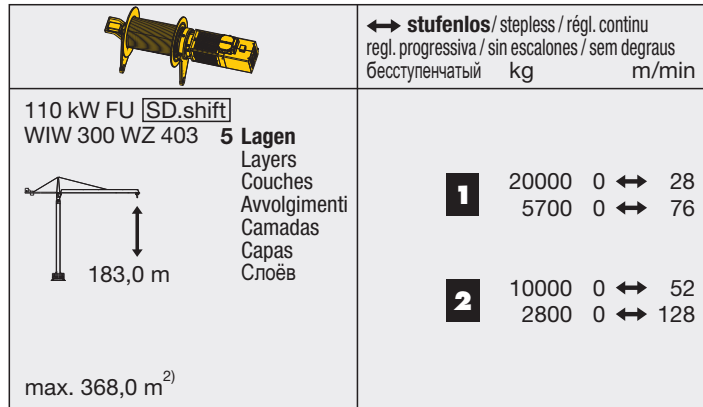 ↔ stufenlos / stepless / régl. continu
regl. progressiva / sin escalones / sem degraus
бесступенчатый kg m/min
110 kW FU SD.shift
WIW 300 WZ 403 5 Lagen
Layers
Couches
Avvolgimenti
Camadas
Capas
Слоёв
183,0 m
max. 368,0 m²⁾
1 20000 0 ↔ 28
5700 0 ↔ 76
2 10000 0 ↔ 52
2800 0 ↔ 128